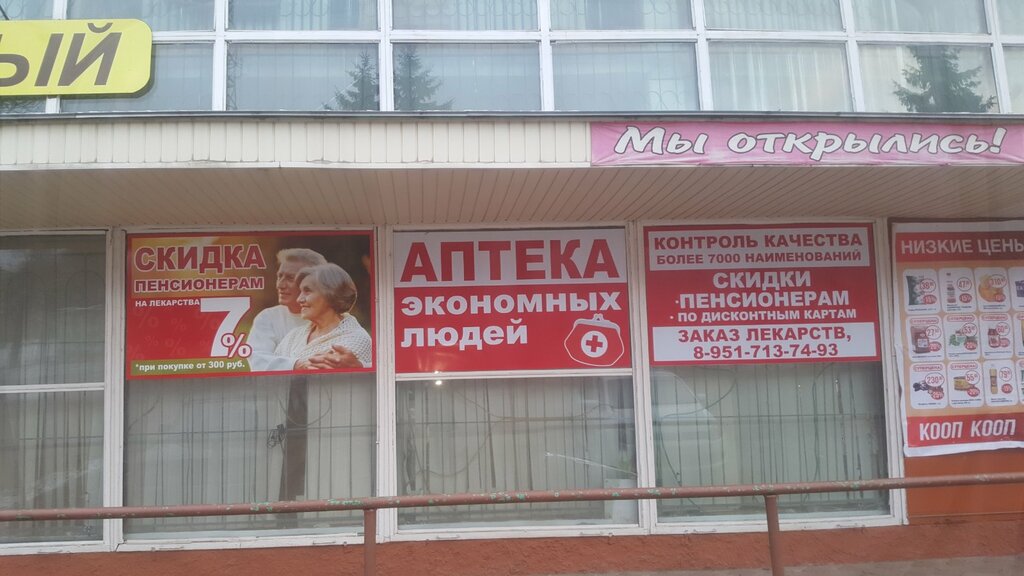 ЫЙ
Мы открылись!
СКИДКА
ПЕНСИОНЕРАМ
НА ЛЕКАРСТВА
7%
*при покупке от 300 руб.
АПТЕКА
ЭКОНОМНЫХ
ЛЮДЕЙ
КОНТРОЛЬ КАЧЕСТВА
БОЛЕЕ 7000 НАИМЕНОВАНИЙ
СКИДКИ
·ПЕНСИОНЕРАМ
· ПО ДИСКОНТНЫМ КАРТАМ
ЗАКАЗ ЛЕКАРСТВ,
8-951-713-74-93
НИЗКИЕ ЦЕНЫ
КООП КООП